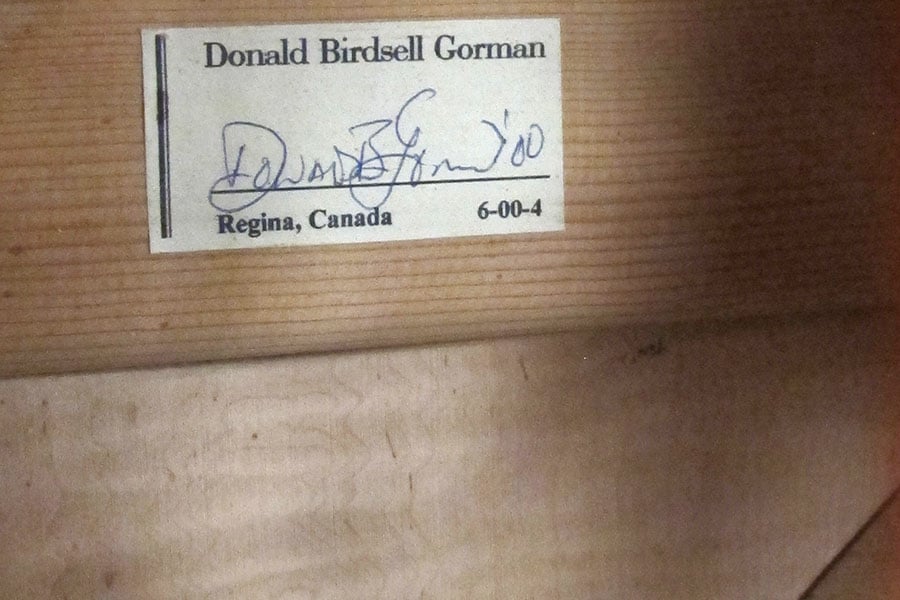 Donald Birdsell Gorman
Donald B Gorman '00
Regina, Canada 6-00-4